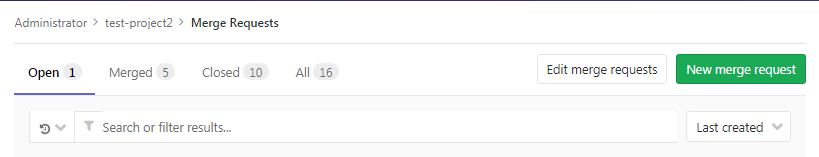 Administrator > test-project2 > Merge Requests
Open 1 Merged 5 Closed 10 All 16 Edit merge requests New merge request
Search or filter results... Last created